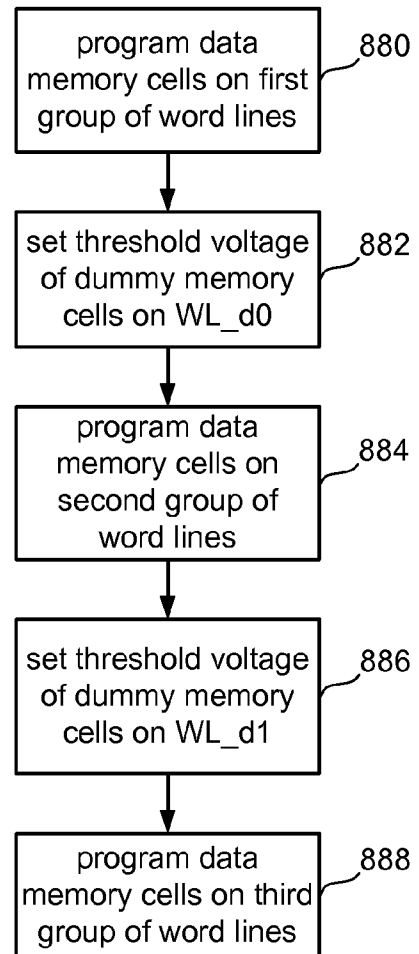 program data
880
memory cells on first
group of word lines
set threshold voltage
882
of dummy memory
cells on WL_d0
program data
884
memory cells on
second group of
word lines
set threshold voltage
886
of dummy memory
cells on WL_d1
program data
888
memory cells on third
group of word lines